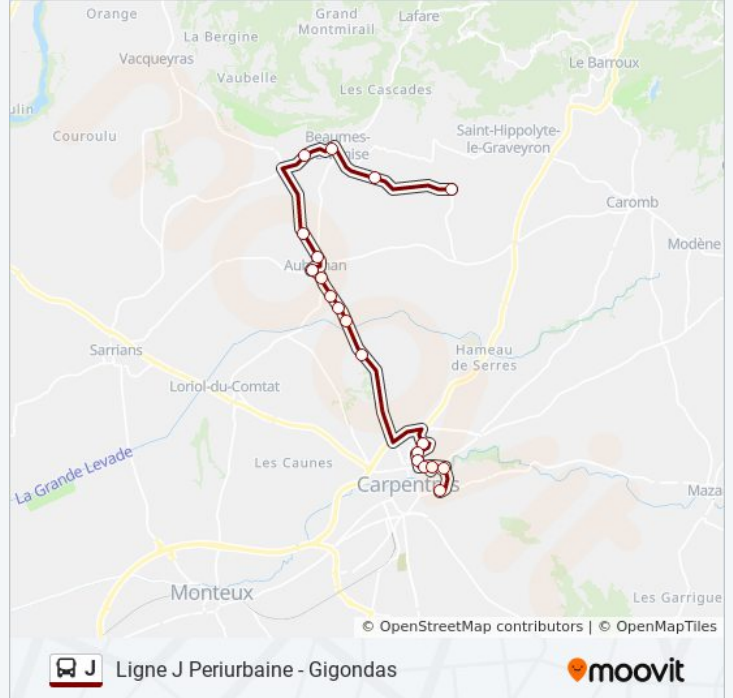 Orange
Grand
Montmirail
Lafare
La Bergine
Vacqueyras
Le Barroux
Vaubelle
Les Cascades
Couroulu
Saint-Hippolyte-
le-Graveyron
Beaumes-
Caromb
Modène
Sarrians
Hameau
de Serres
Loriol-du-Comtat
La Grande Levade
Les Caunes
Carpentras
Maza
Monteux
Les Garrigue
© OpenStreetMap contributors | © OpenMapTiles
J
Ligne J Periurbaine - Gigondas
moovit